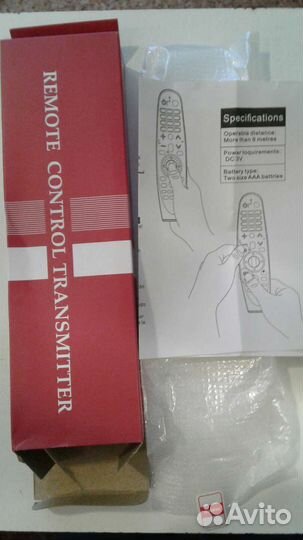 REMOTE CONTROL TRANSMITTER
Specifications
Operable distance:
More than 8 metres
Power requirements:
DC 3V
Battery type:
Two size AAA battries
Avito